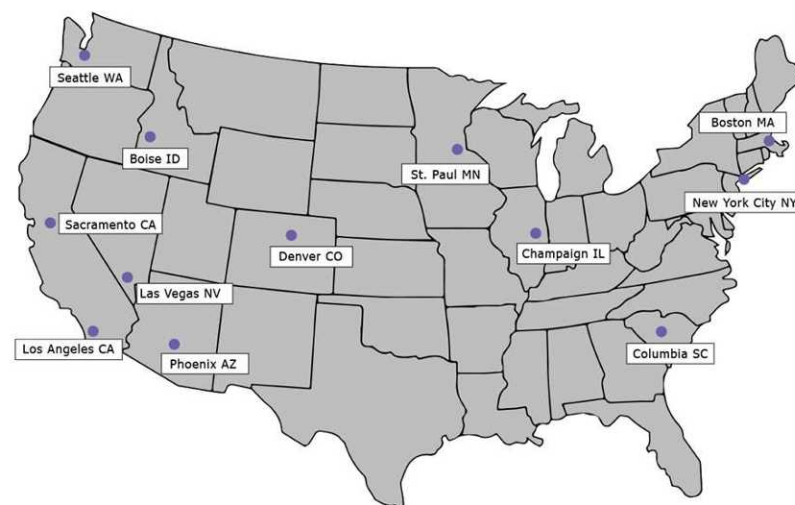 Seattle WA
Boston MA
Boise ID
St. Paul MN
New York City NY
Sacramento CA
Denver CO
Champaign IL
Las Vegas NV
Los Angeles CA
Phoenix AZ
Columbia SC